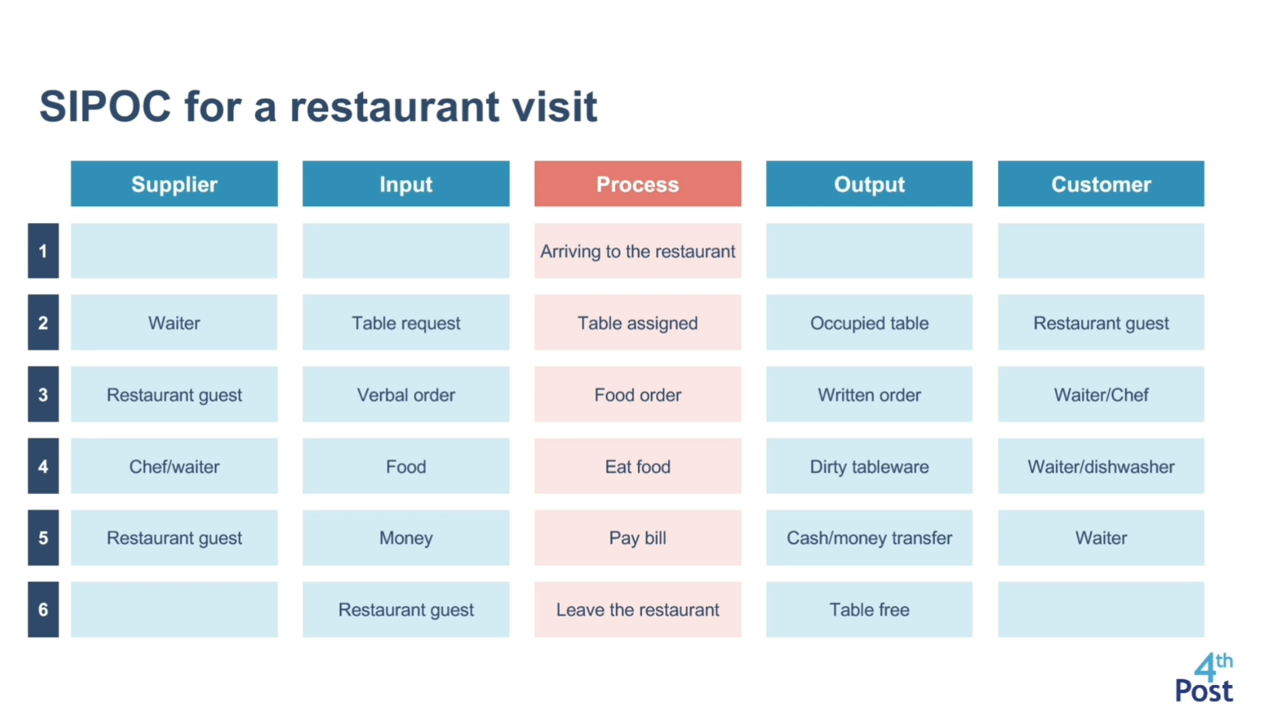 SIPOC for a restaurant visit
Supplier Input Process Output Customer
1 Arriving to the restaurant
2 Waiter Table request Table assigned Occupied table Restaurant guest
3 Restaurant guest Verbal order Food order Written order Waiter/Chef
4 Chef/waiter Food Eat food Dirty tableware Waiter/dishwasher
5 Restaurant guest Money Pay bill Cash/money transfer Waiter
6 Restaurant guest Leave the restaurant Table free
4th
Post